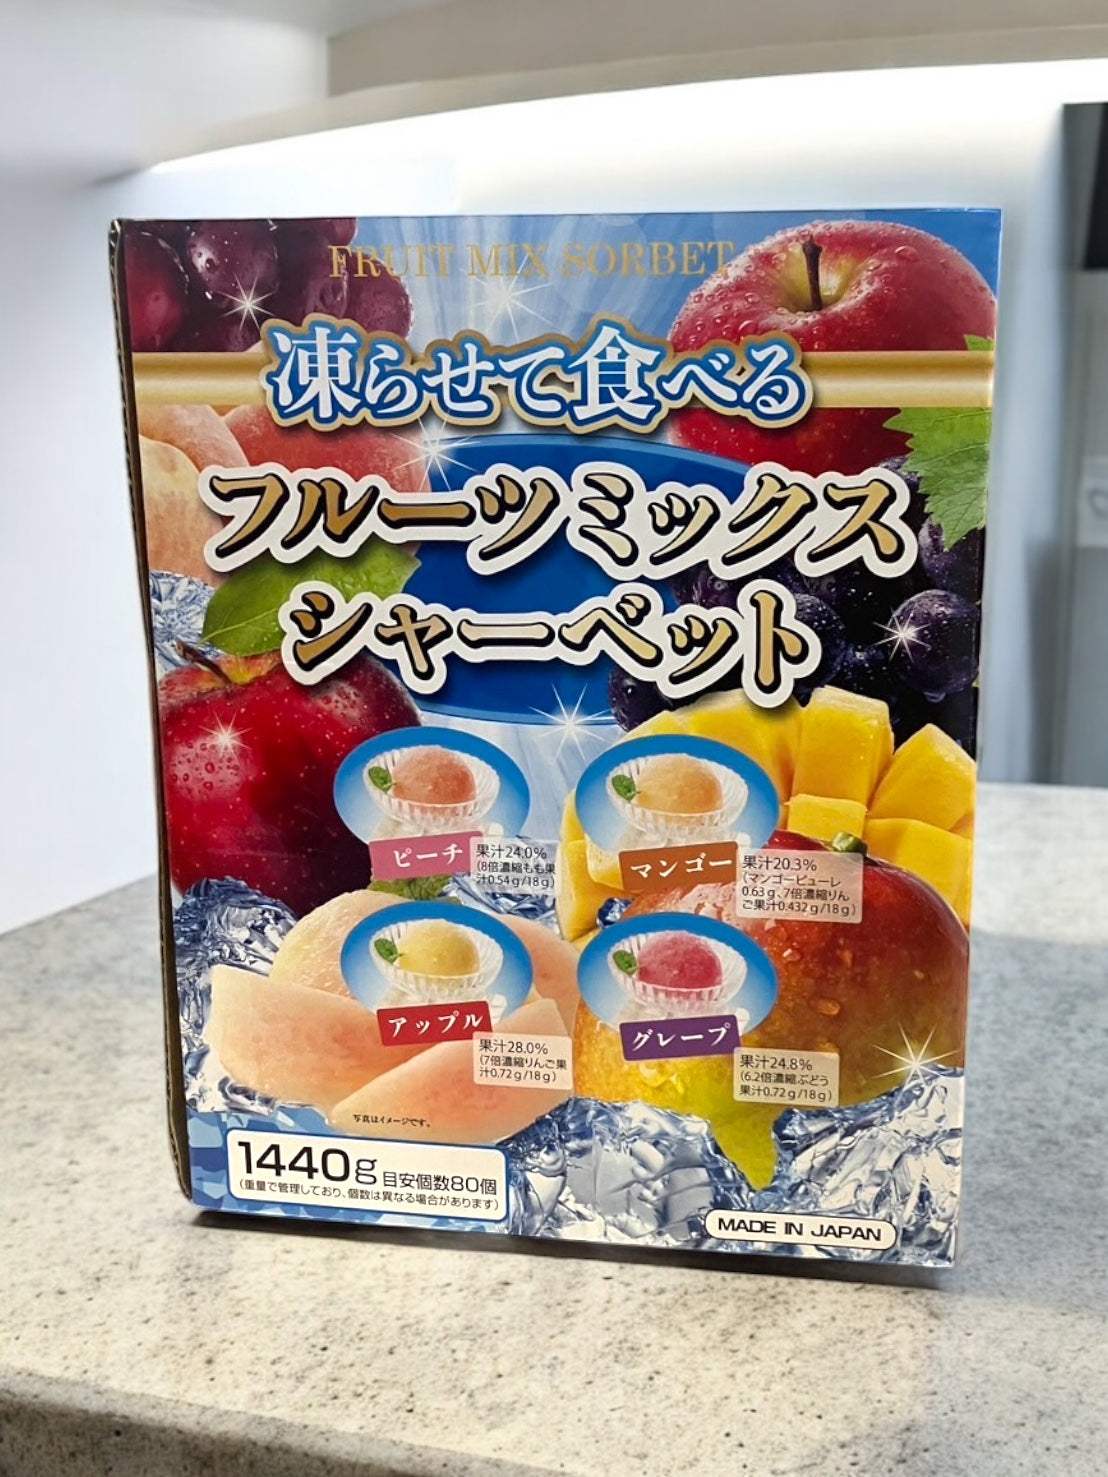 FRUIT MIX SORBET
凍らせて食べる
フルーツミックス
シャーベット
ピーチ
果汁24.0%
(8倍濃縮もも果
汁0.54g/18g)
マンゴー
果汁20.3%
(マンゴーピューレ
0.63g、7倍濃縮りん
ご果汁0.432g/18g)
アップル
果汁28.0%
(7倍濃縮りんご果
汁0.72g/18g)
グレープ
果汁24.8%
(6.2倍濃縮ぶどう
果汁0.72g/18g)
写真はイメージです。
1440g 目安個数80個
(重量で管理しており、個数は異なる場合があります)
MADE IN JAPAN